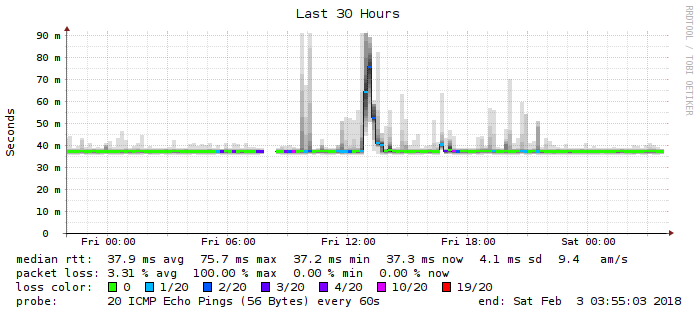 Last 30 Hours
RRDTOOL / TOBI OETIKER
Seconds
90 m
80 m
70 m
60 m
50 m
40 m
30 m
20 m
10 m
0
Fri 00:00 Fri 06:00 Fri 12:00 Fri 18:00 Sat 00:00
median rtt: 37.9 ms avg 75.7 ms max 37.2 ms min 37.3 ms now 4.1 ms sd 9.4 am/s
packet loss: 3.31 % avg 100.00 % max 0.00 % min 0.00 % now
loss color: 0 1/20 2/20 3/20 4/20 10/20 19/20
probe: 20 ICMP Echo Pings (56 Bytes) every 60s end: Sat Feb 3 03:55:03 2018